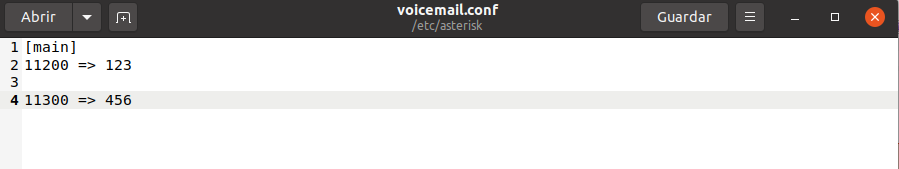 Abrir
voicemail.conf
/etc/asterisk
Guardar
1 [main]
2 11200 => 123
3
4 11300 => 456